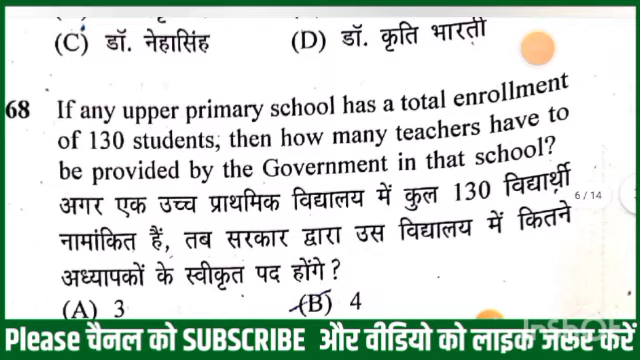 (C) डॉ. नेहासिंह (D) डॉ. कृति भारती
68 If any upper primary school has a total enrollment
of 130 students, then how many teachers have to
be provided by the Government in that school?
6 / 14
अगर एक उच्च प्राथमिक विद्यालय में कुल 130 विद्यार्थी
नामांकित हैं, तब सरकार द्वारा उस विद्यालय में कितने
अध्यापकों के स्वीकृत पद होंगे ?
(A) 3 (B) 4
Please चैनल को SUBSCRIBE और वीडियो को लाइक जरूर करें